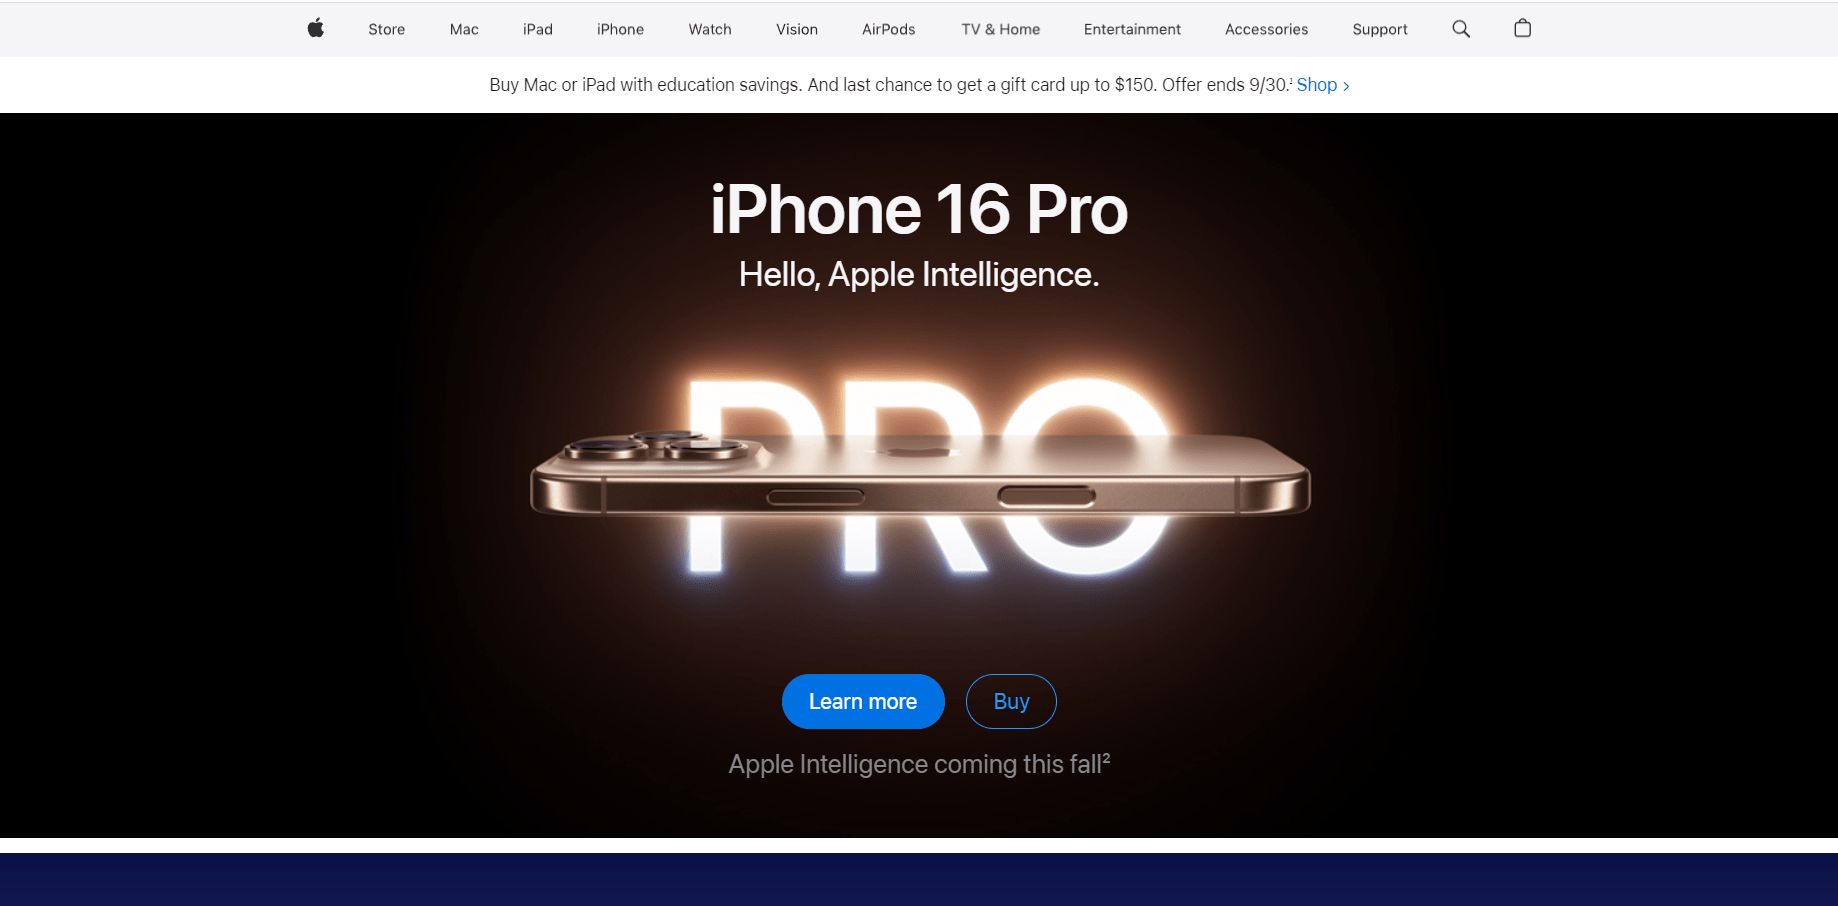 Store Mac iPad iPhone Watch Vision AirPods TV & Home Entertainment Accessories Support
Buy Mac or iPad with education savings. And last chance to get a gift card up to $150. Offer ends 9/30.¹ Shop >
iPhone 16 Pro
Hello, Apple Intelligence.
PRO
Learn more Buy
Apple Intelligence coming this fall²